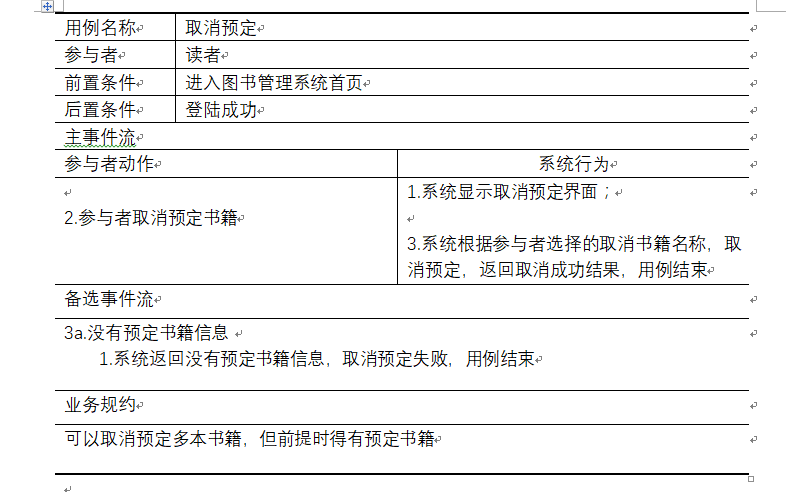 用例名称 取消预定
参与者 读者
前置条件 进入图书管理系统首页
后置条件 登陆成功
主事件流
参与者动作 系统行为
1.系统显示取消预定界面；
2.参与者取消预定书籍
3.系统根据参与者选择的取消书籍名称，取
消预定，返回取消成功结果，用例结束
备选事件流
3a.没有预定书籍信息
1.系统返回没有预定书籍信息，取消预定失败，用例结束
业务规约
可以取消预定多本书籍，但前提时得有预定书籍